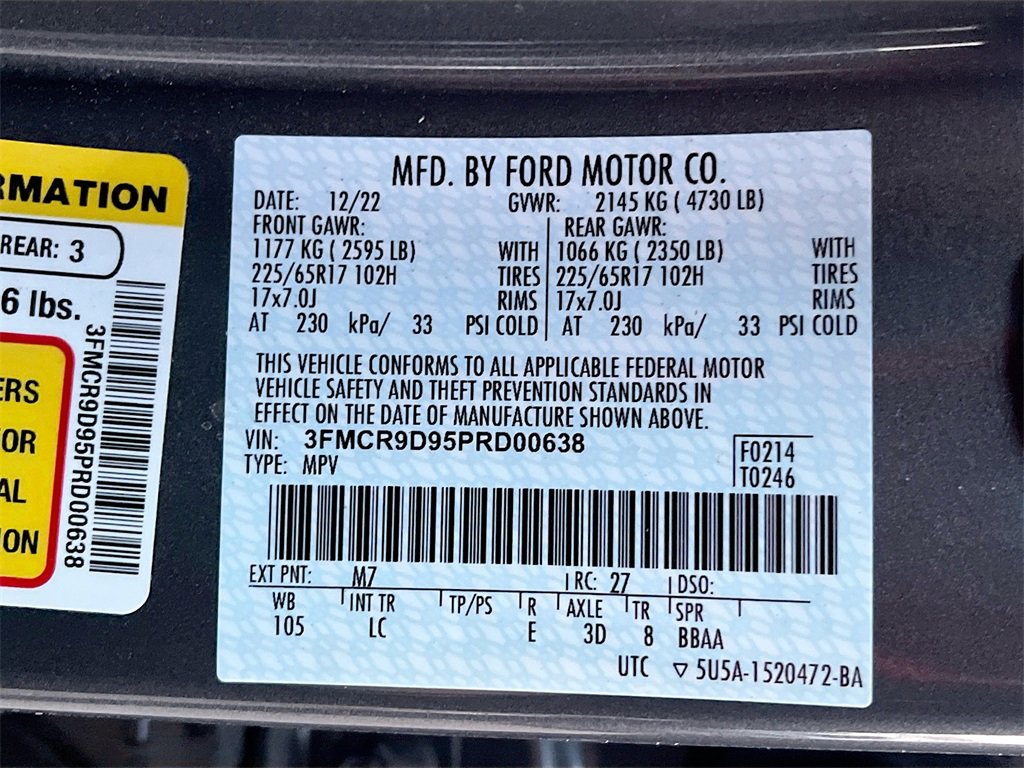 RMATION
REAR: 3
6 lbs.
ERS
OR
AL
ION
3FMCR9D95PRD00638
MFD. BY FORD MOTOR CO.
DATE: 12/22 GVWR: 2145 KG ( 4730 LB)
FRONT GAWR: REAR GAWR:
1177 KG ( 2595 LB) WITH 1066 KG ( 2350 LB) WITH
225/65R17 102H TIRES 225/65R17 102H TIRES
17x7.0J RIMS 17x7.0J RIMS
AT 230 kPa/ 33 PSI COLD AT 230 kPa/ 33 PSI COLD
THIS VEHICLE CONFORMS TO ALL APPLICABLE FEDERAL MOTOR
VEHICLE SAFETY AND THEFT PREVENTION STANDARDS IN
EFFECT ON THE DATE OF MANUFACTURE SHOWN ABOVE.
VIN: 3FMCR9D95PRD00638
F0214
TYPE: MPV
T0246
EXT PNT: M7 RC: 27 DSO:
WB INT TR TP/PS R AXLE TR SPR
105 LC E 3D 8 BBAA
UTC ▽ 5U5A-1520472-BA